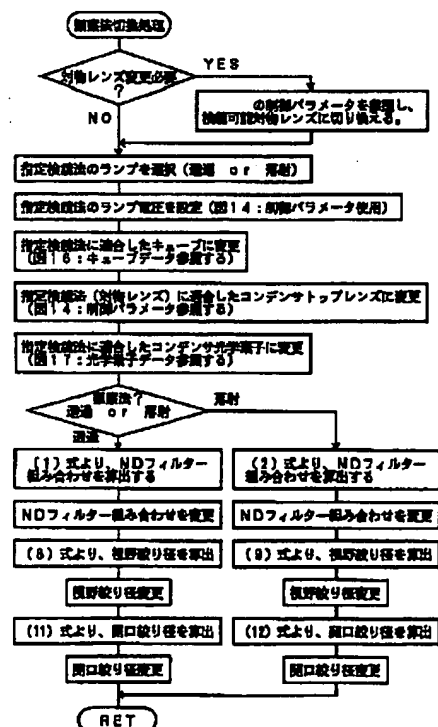 検鏡法切換処理
対物レンズ変更必要
?
YES
NO
の制御パラメータを参照し、
検鏡可能対物レンズに切り換える。
指定検鏡法のランプを選択(透過 or 落射)
指定検鏡法のランプ電圧を設定(図14:制御パラメータ使用)
指定検鏡法に適合したキューブに変更
(図16:キューブデータ参照する)
指定検鏡法(対物レンズ)に適合したコンデンサトップレンズに変更
(図14:制御パラメータ参照する)
指定検鏡法に適合したコンデンサ光学素子に変更
(図17:光学素子データ参照する)
検鏡法?
透過 or 落射
落射
透過
(1)式より、NDフィルター
組み合わせを算出する
NDフィルター組み合わせを変更
(8)式より、視野絞り径を算出
視野絞り径変更
(11)式より、開口絞り径を算出
開口絞り径変更
(2)式より、NDフィルター
組み合わせを算出する
NDフィルター組み合わせを変更
(9)式より、視野絞り径を算出
視野絞り径変更
(12)式より、開口絞り径を算出
開口絞り径変更
RET